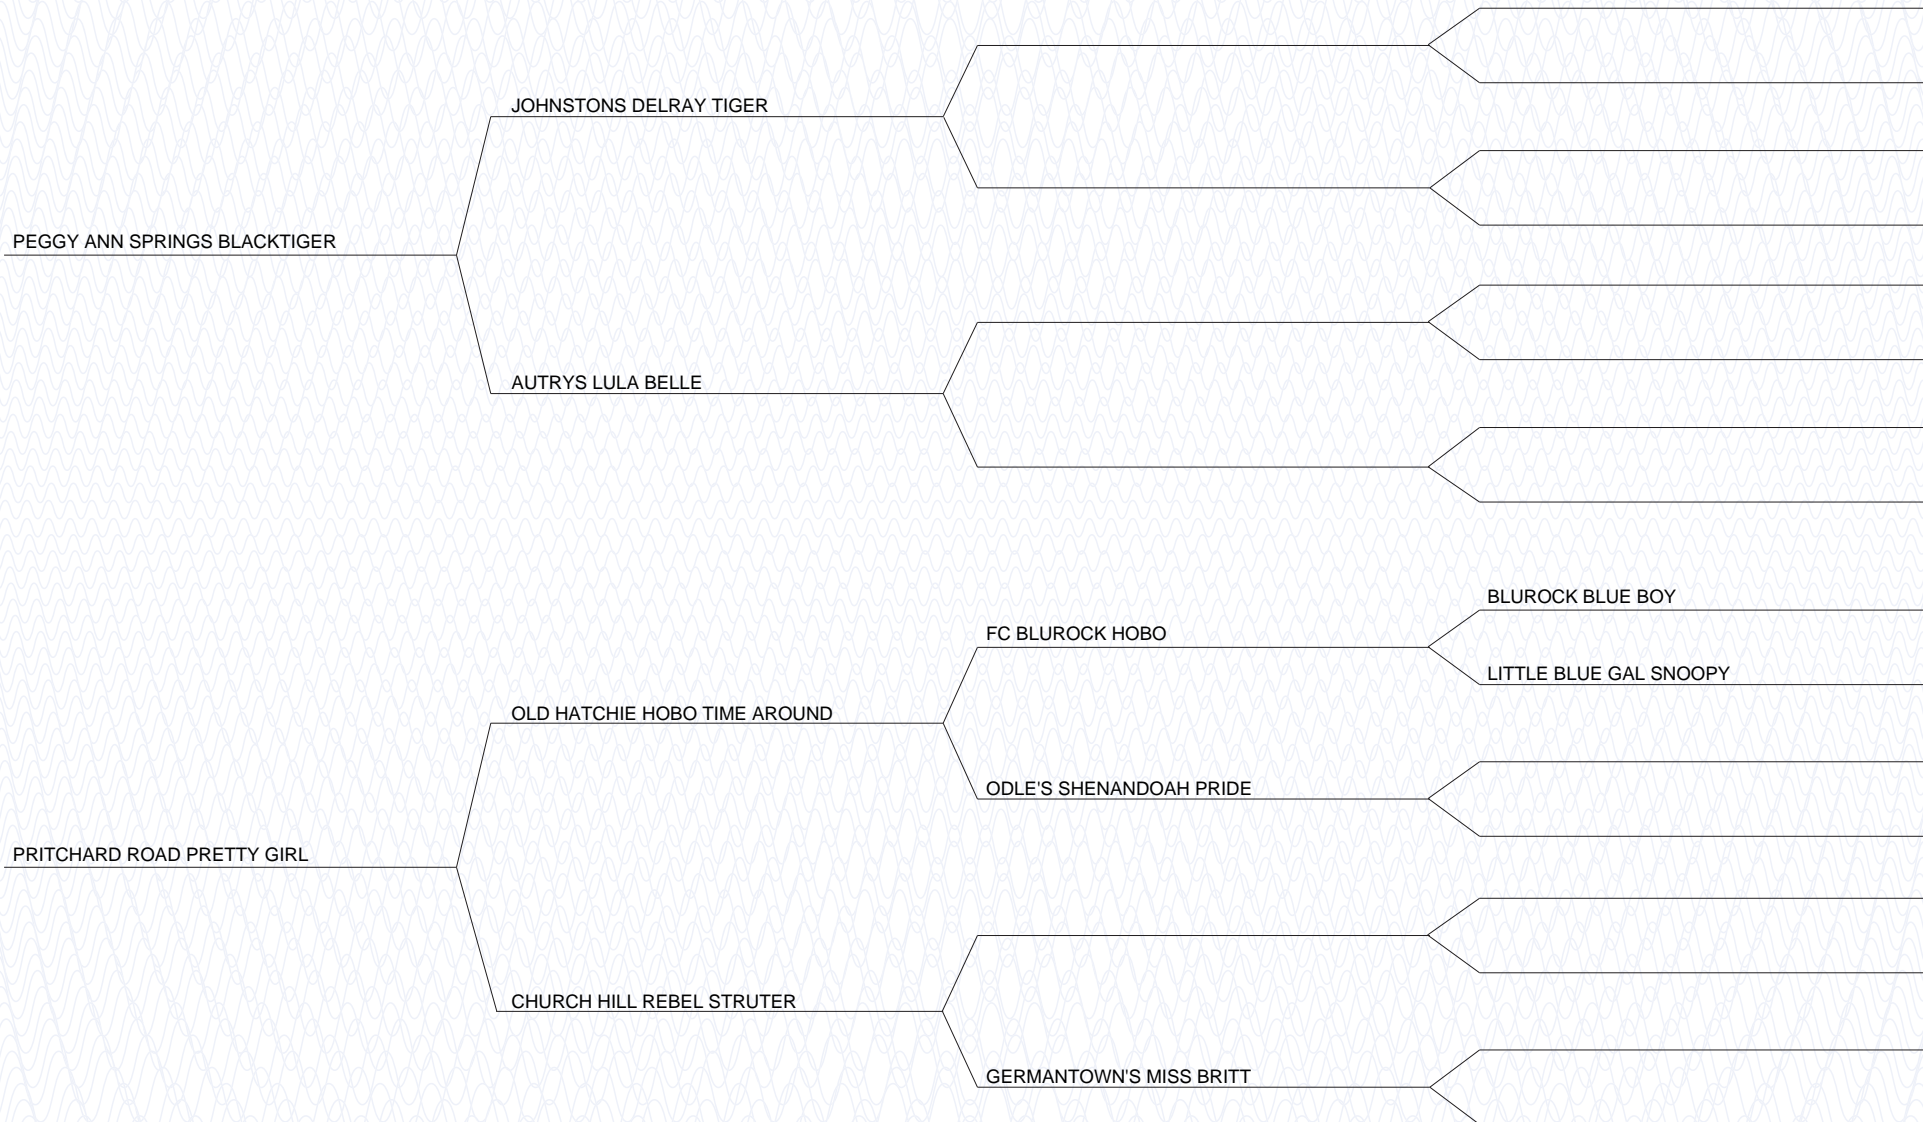 JOHNSTONS DELRAY TIGER
PEGGY ANN SPRINGS BLACKTIGER
AUTRYS LULA BELLE
BLUROCK BLUE BOY
FC BLUROCK HOBO
LITTLE BLUE GAL SNOOPY
OLD HATCHIE HOBO TIME AROUND
ODLE'S SHENANDOAH PRIDE
PRITCHARD ROAD PRETTY GIRL
CHURCH HILL REBEL STRUTER
GERMANTOWN'S MISS BRITT